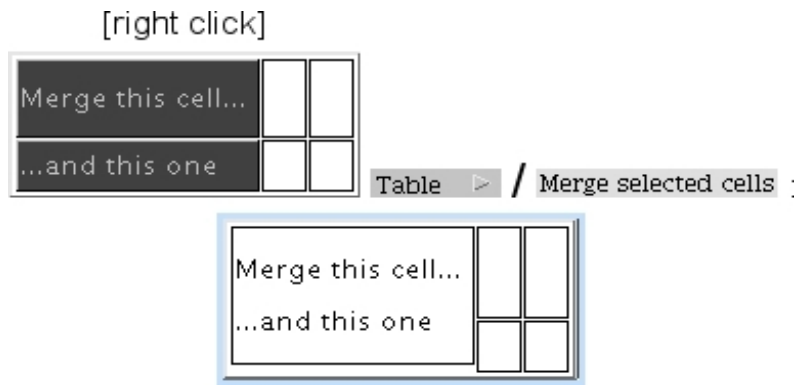 [right click]
Merge this cell...
...and this one
Table ▷ / Merge selected cells :
Merge this cell...
...and this one